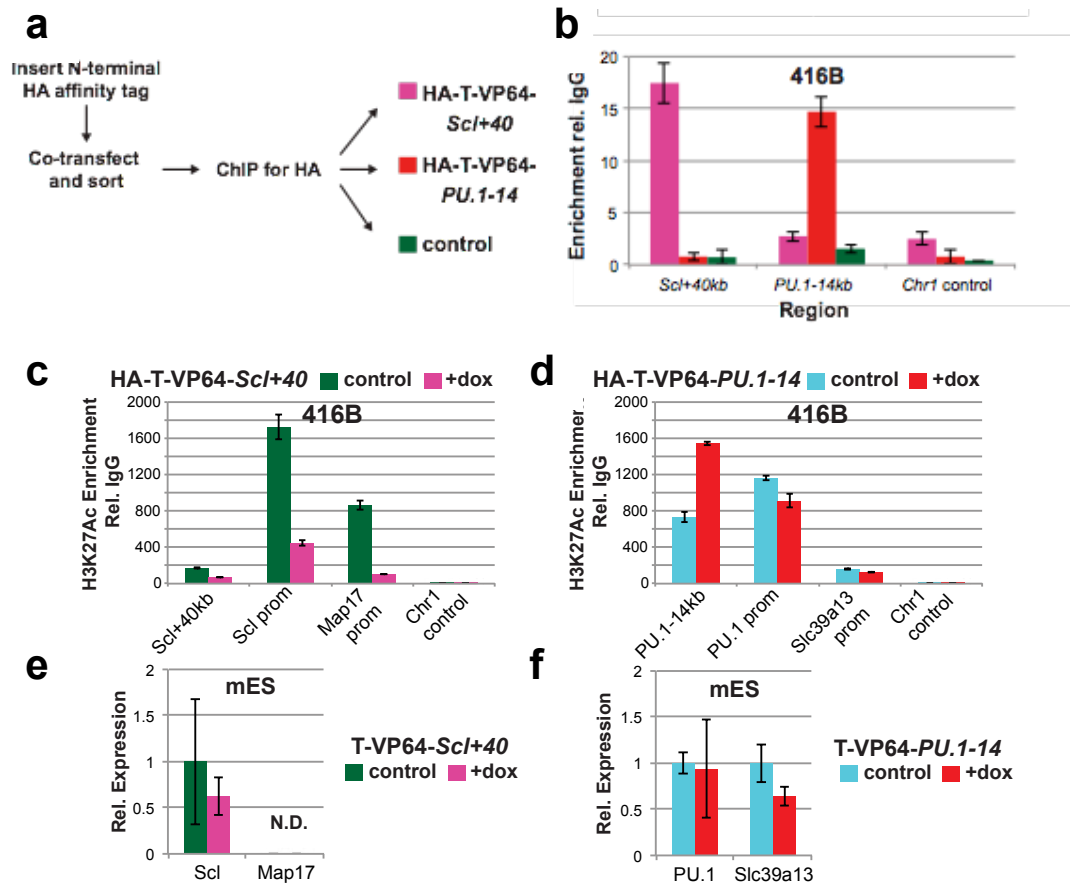 a
Insert N-terminal
HA affinity tag
Co-transfect
and sort
ChIP for HA
HA-T-VP64-
Scl+40
HA-T-VP64-
PU.1-14
control
b
Enrichment rel. IgG
20
15
10
5
0
416B
Scl+40kb
PU.1-14kb
Chr1 control
Region
c
HA-T-VP64-Scl+40
control
+dox
H3K27Ac Enrichment
Rel. IgG
2000
1600
1200
800
400
0
416B
Scl+40kb
Scl prom
Map17
prom
Chr1
control
d
HA-T-VP64-PU.1-14
control
+dox
H3K27Ac Enrichment
Rel. IgG
2000
1600
1200
800
400
0
416B
PU.1-14kb
PU.1 prom
Slc39a13
prom
Chr1
control
e
Rel. Expression
2
1.5
1
0.5
0
mES
N.D.
Scl
Map17
T-VP64-Scl+40
control
+dox
f
Rel. Expression
2
1.5
1
0.5
0
mES
PU.1
Slc39a13
T-VP64-PU.1-14
control
+dox